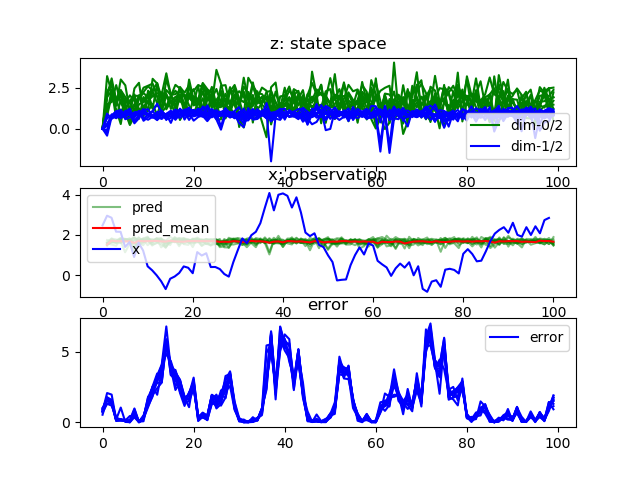 z: state space
2.5
0.0
dim-0/2
dim-1/2
0 20 40 60 80 100
x: observation
4
2
0
pred
pred_mean
x
0 20 40 60 80 100
error
5
0
error
0 20 40 60 80 100